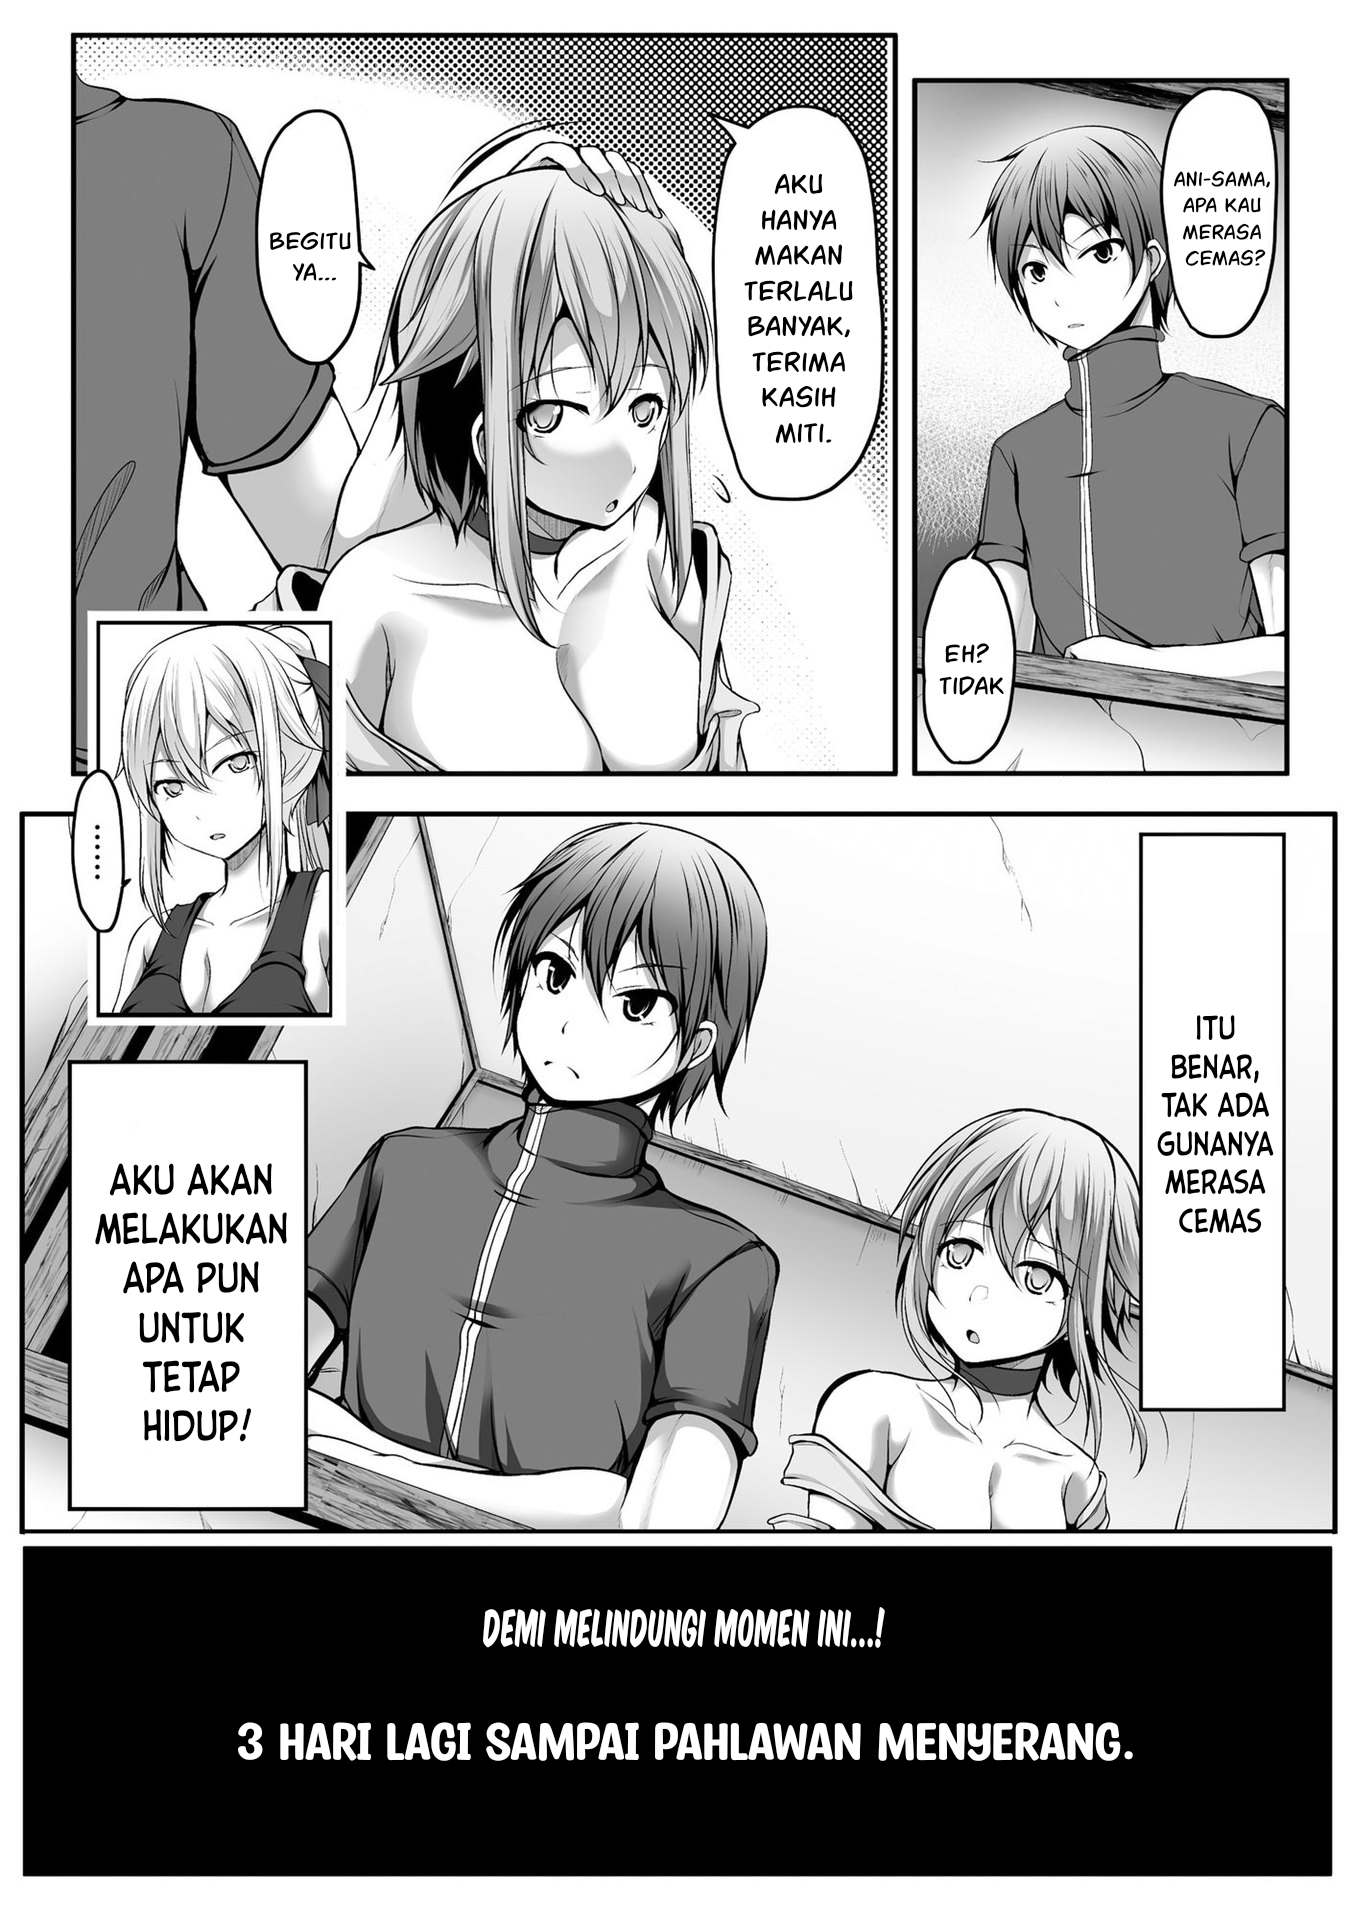 ANI-SAMA,
APA KAU
MERASA
CEMAS?
EH?
TIDAK
AKU
HANYA
MAKAN
TERLALU
BANYAK,
TERIMA
KASIH
MITI.
BEGITU
YA...
.......
ITU
BENAR,
TAK ADA
GUNANYA
MERASA
CEMAS
AKU AKAN
MELAKUKAN
APA PUN
UNTUK
TETAP
HIDUP!
DEMI MELINDUNGI MOMEN INI...!
3 HARI LAGI SAMPAI PAHLAWAN MENYERANG.